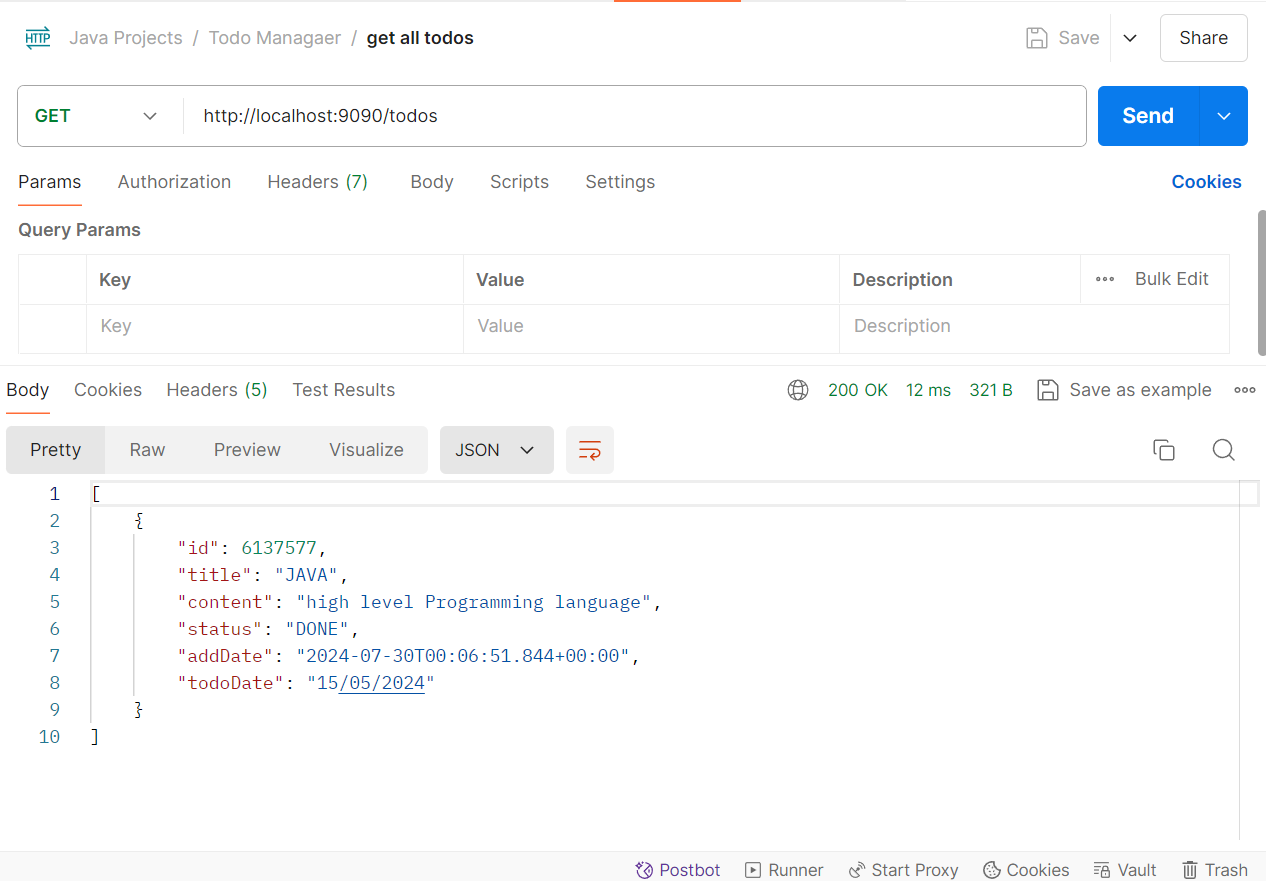 HTTP Java Projects / Todo Managaer / get all todos Save Share
GET http://localhost:9090/todos Send
Params Authorization Headers (7) Body Scripts Settings Cookies
Query Params
Key Value Description ••• Bulk Edit
Key Value Description
Body Cookies Headers (5) Test Results 200 OK 12 ms 321 B Save as example •••
Pretty Raw Preview Visualize JSON
1 [
2 {
3 "id": 6137577,
4 "title": "JAVA",
5 "content": "high level Programming language",
6 "status": "DONE",
7 "addDate": "2024-07-30T00:06:51.844+00:00",
8 "todoDate": "15/05/2024"
9 }
10 ]
Postbot Runner Start Proxy Cookies Vault Trash